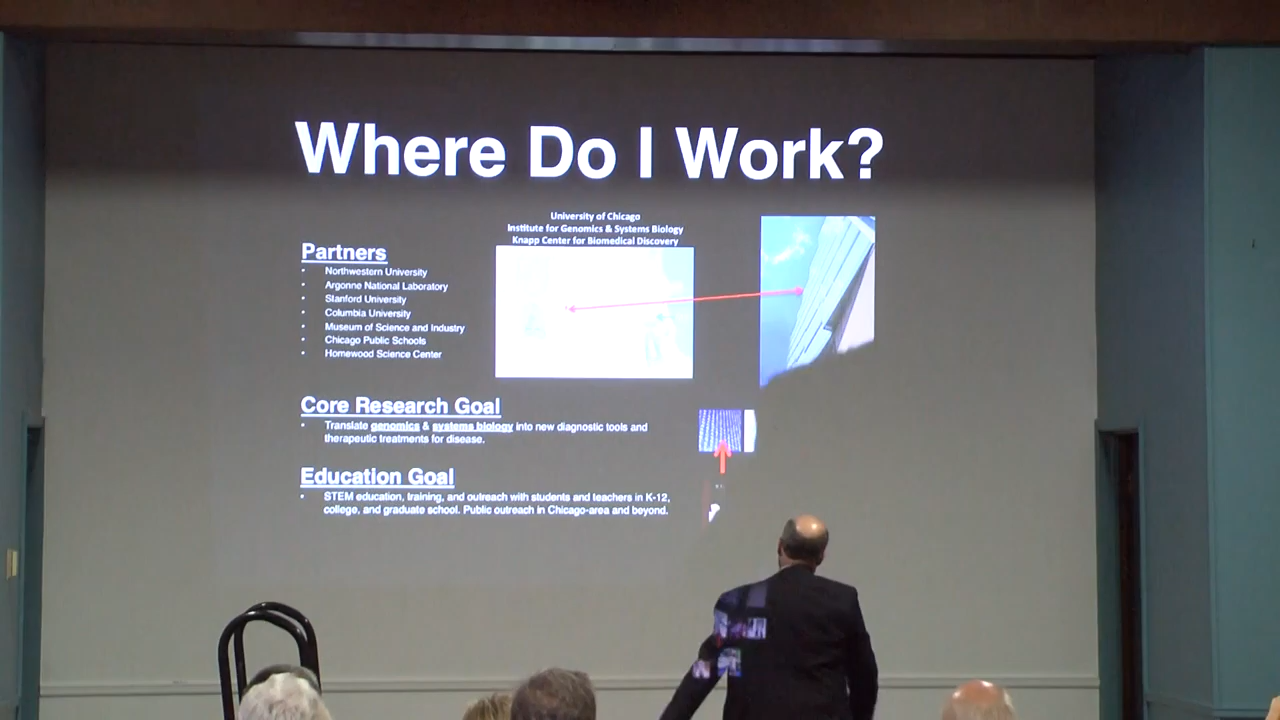 Where Do I Work?
University of Chicago
Institute for Genomics & Systems Biology
Knapp Center for Biomedical Discovery
Partners
• Northwestern University
• Argonne National Laboratory
• Stanford University
• Columbia University
• Museum of Science and Industry
• Chicago Public Schools
• Homewood Science Center
Core Research Goal
• Translate genomics & systems biology into new diagnostic tools and
therapeutic treatments for disease.
Education Goal
• STEM education, training, and outreach with students and teachers in K-12,
college, and graduate school. Public outreach in Chicago-area and beyond.